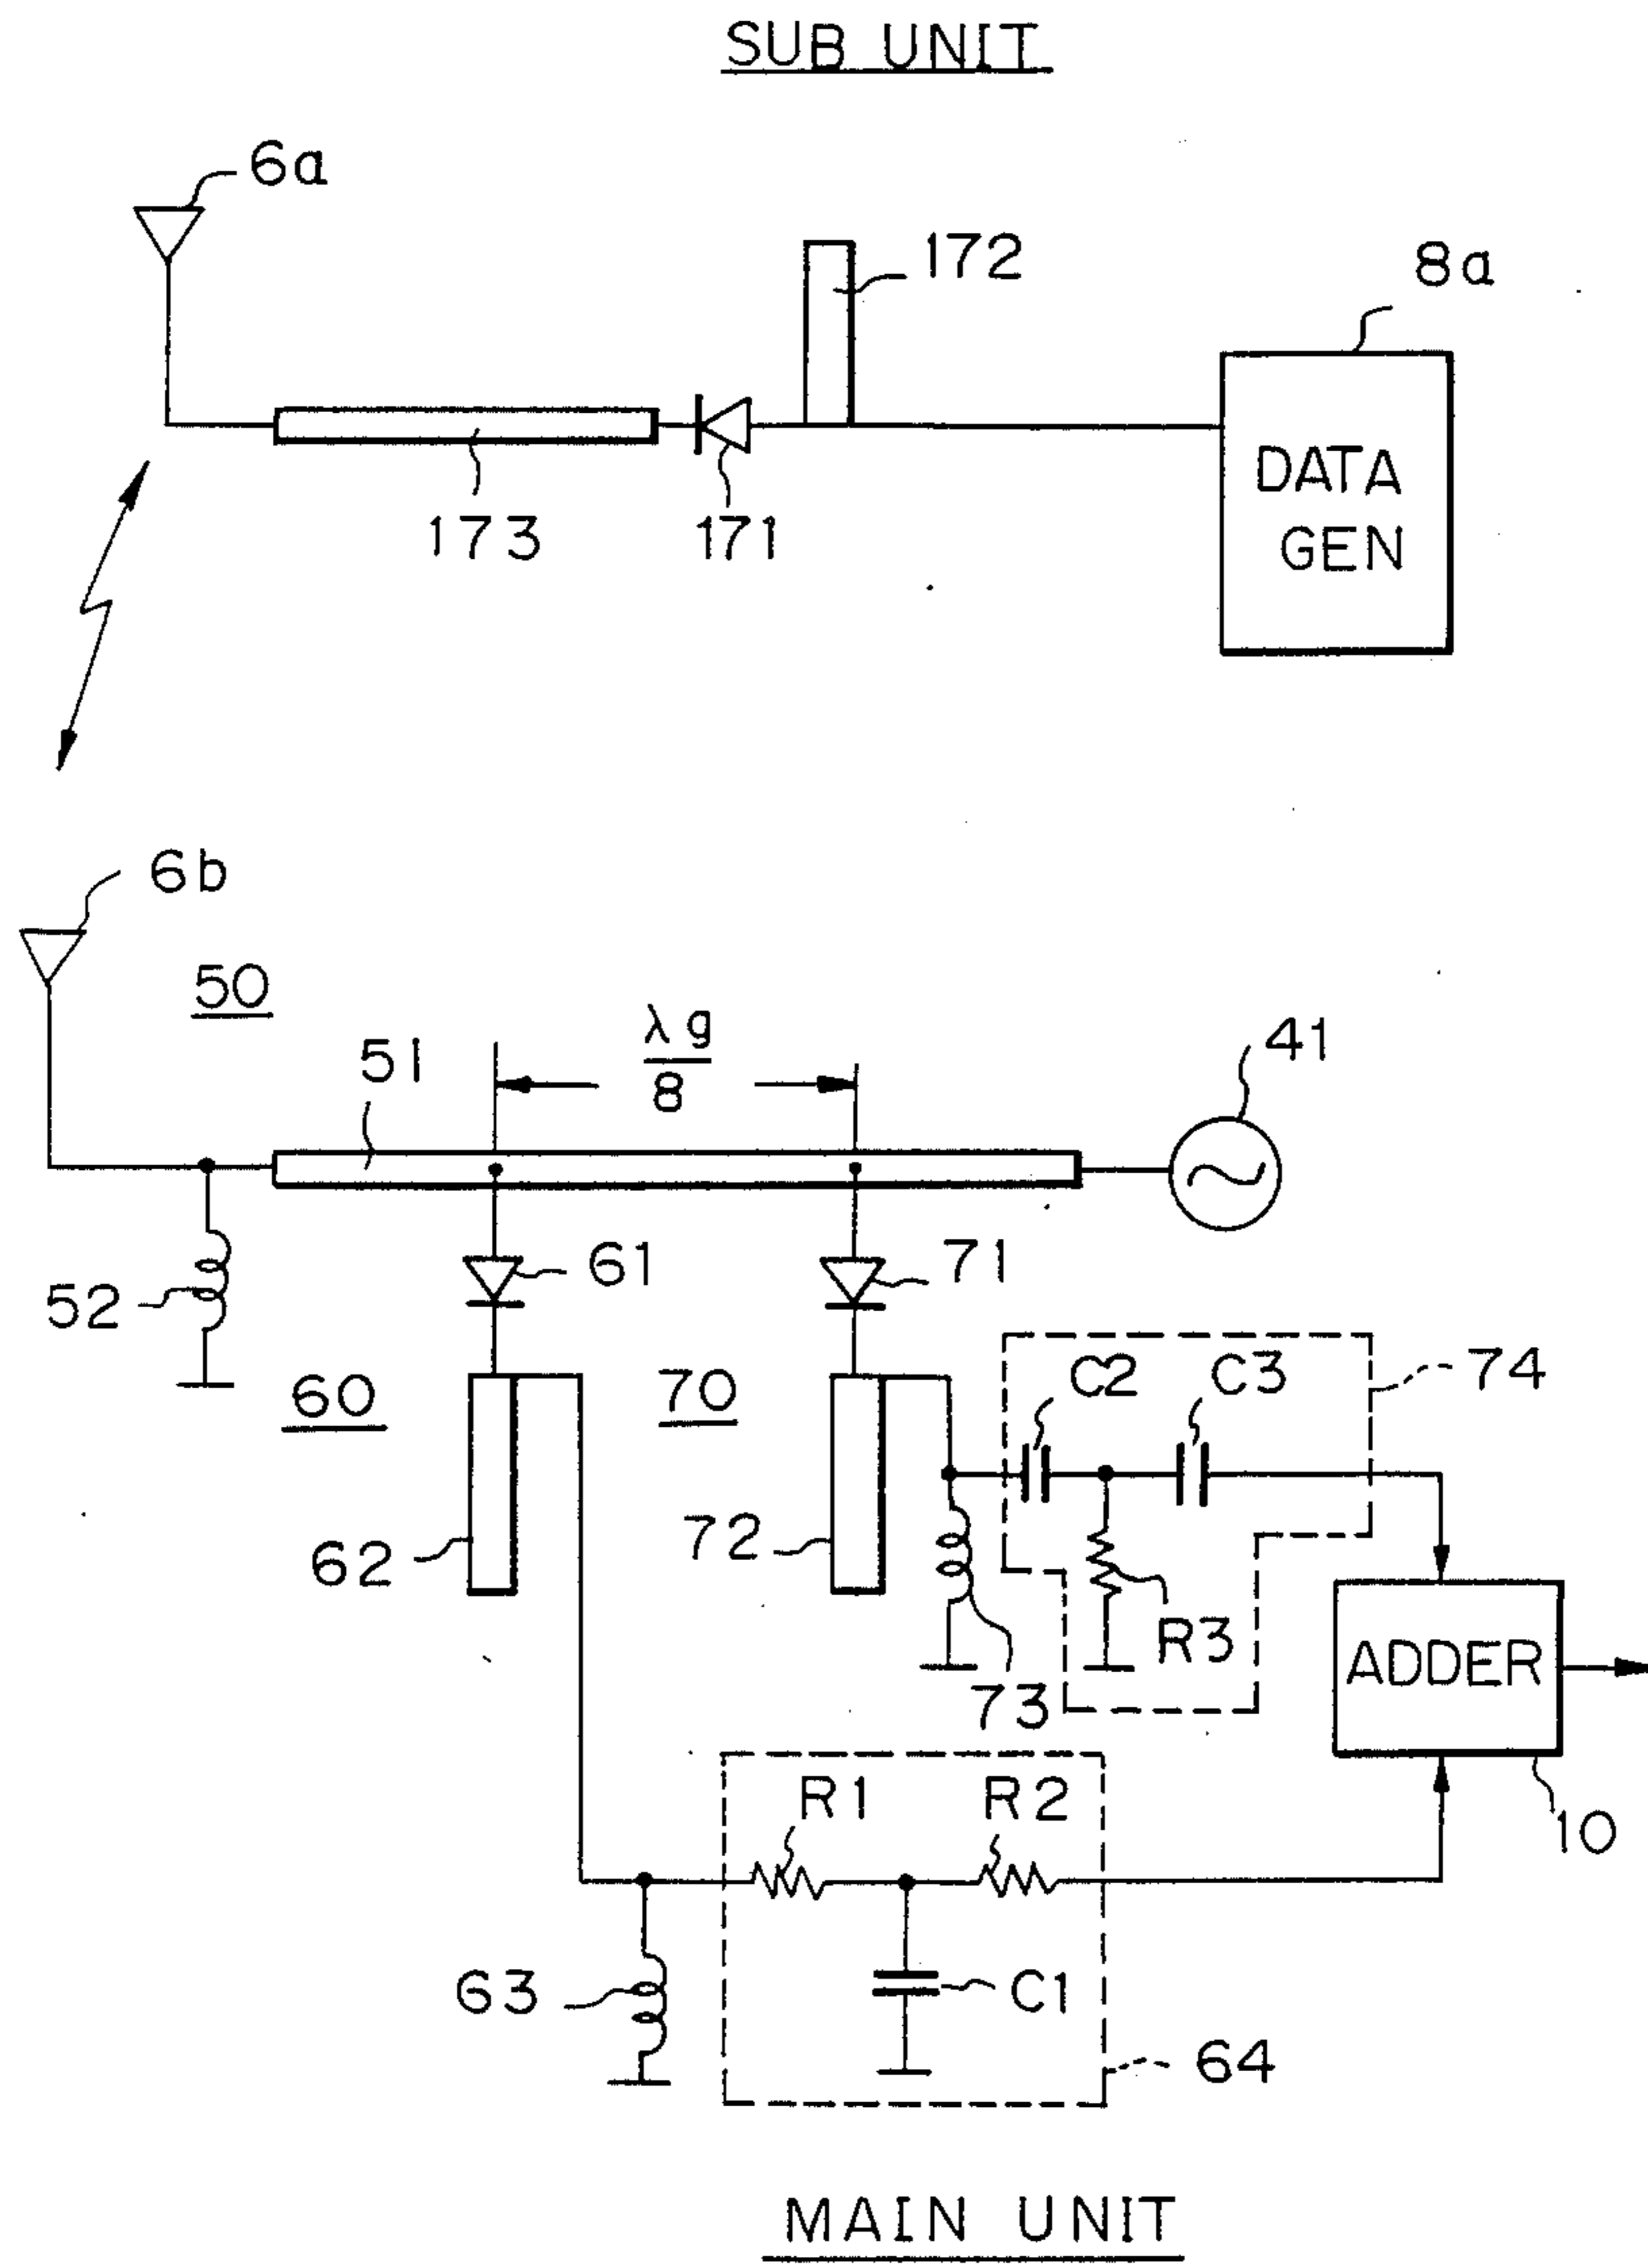 SUB UNIT
6a
172
8a
173
171
DATA
GEN
6b
50
51
λg
8
41
52
61
71
60
70
C2
C3
74
62
72
R3
73
ADDER
R1
R2
10
63
C1
64
MAIN UNIT